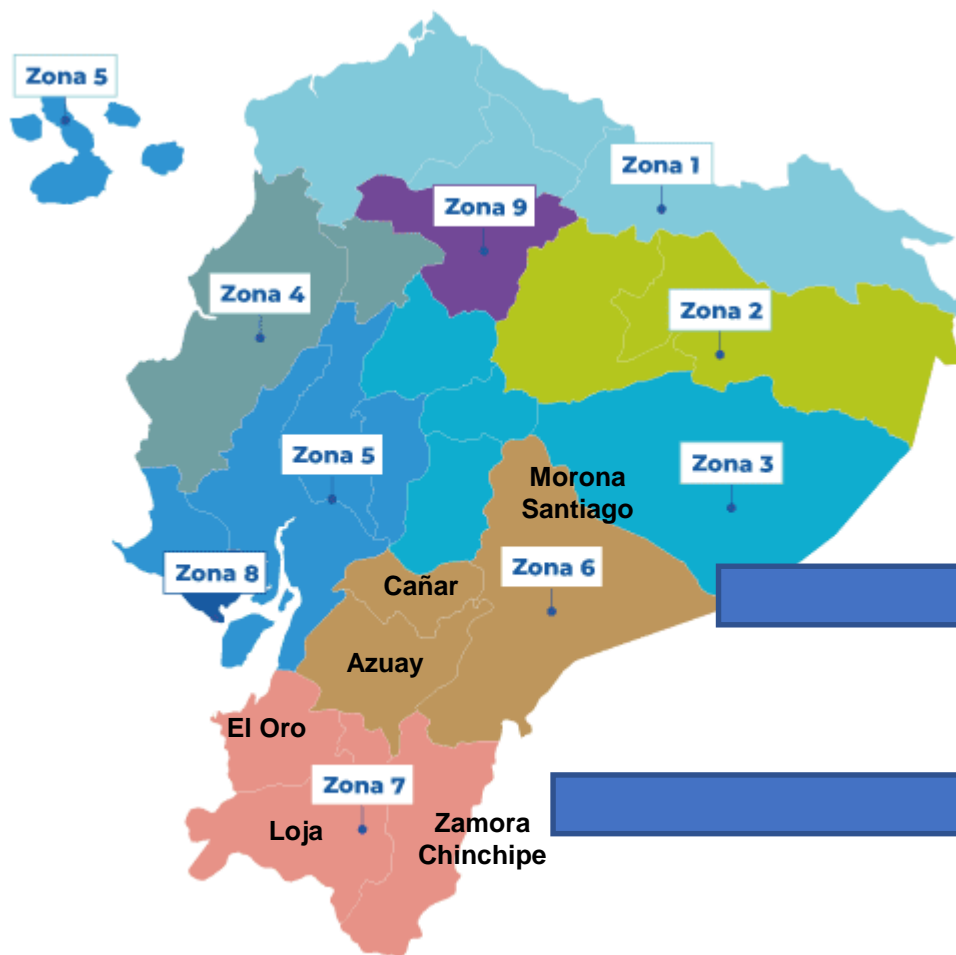 Zona 5
Zona 1
Zona 9
Zona 4
Zona 2
Zona 5
Zona 3
Morona
Santiago
Zona 8
Cañar
Zona 6
Azuay
El Oro
Zona 7
Loja
Zamora
Chinchipe